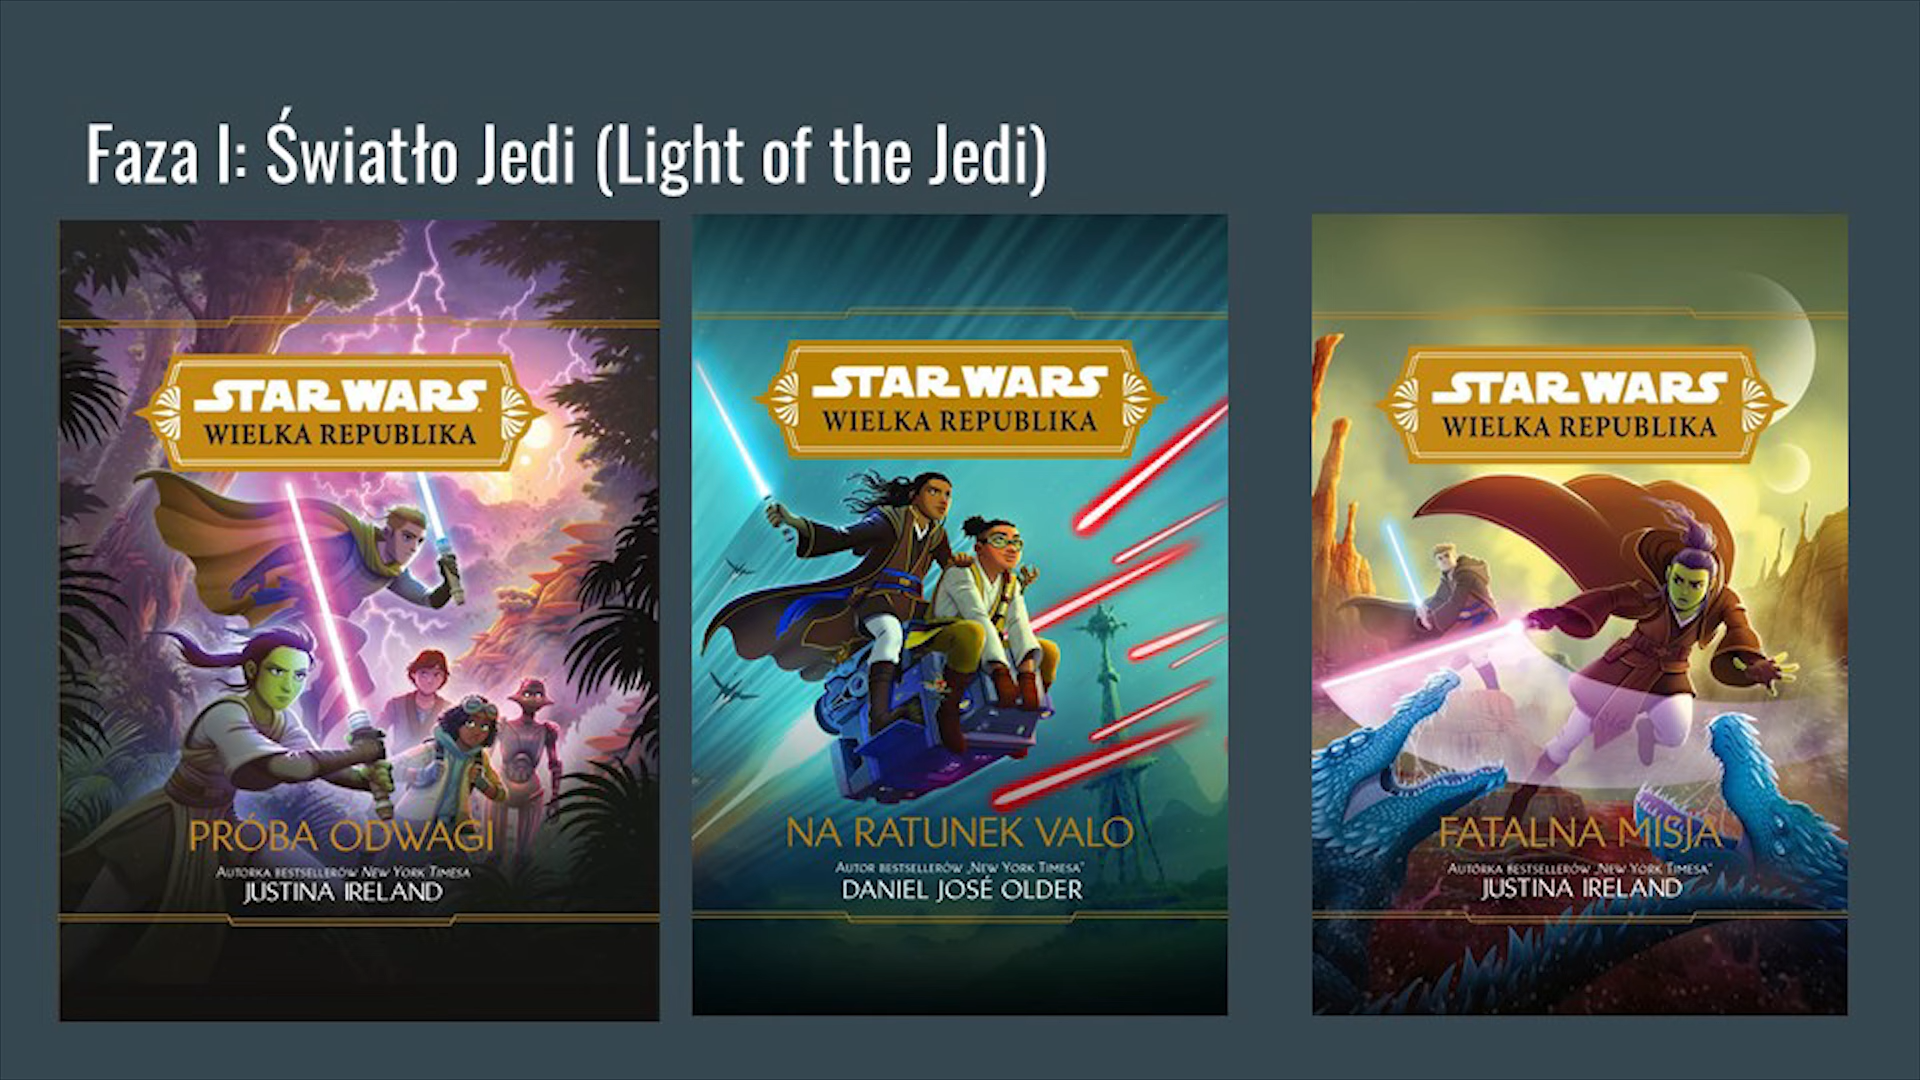 Faza I: Światło Jedi (Light of the Jedi)
STAR WARS
WIELKA REPUBLIKA
PRÓBA ODWAGI
AUTORKA BESTSELLERÓW NEW YORK TIMESA
JUSTINA IRELAND
STAR WARS
WIELKA REPUBLIKA
NA RATUNEK VALO
AUTOR BESTSELLERÓW „NEW YORK TIMESA”
DANIEL JOSÉ OLDER
STAR WARS
WIELKA REPUBLIKA
FATALNA MISJA
AUTORKA BESTSELLERÓW „NEW YORK TIMESA”
JUSTINA IRELAND